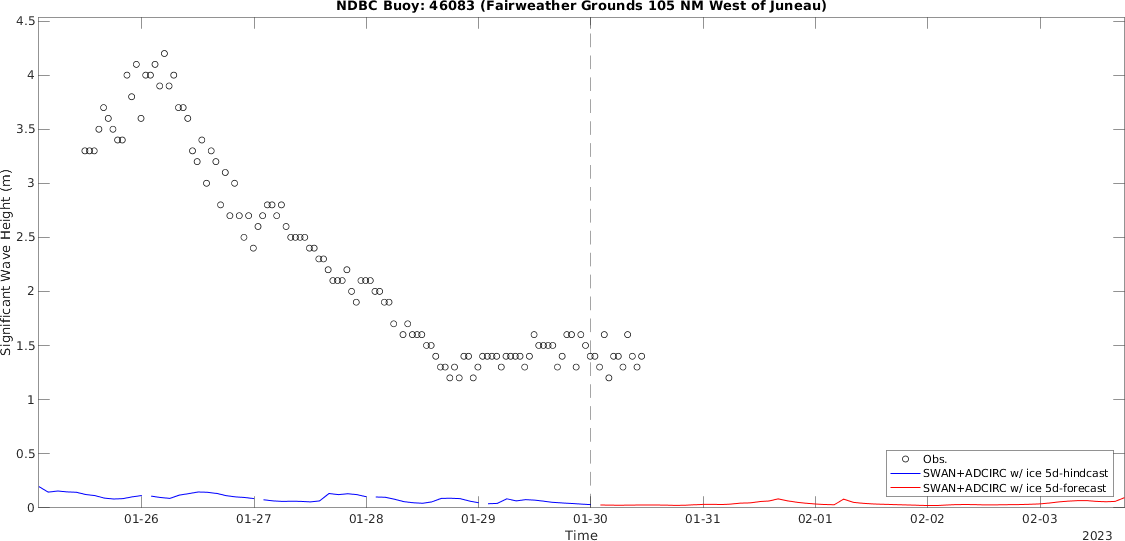 NDBC Buoy: 46083 (Fairweather Grounds 105 NM West of Juneau)
4.5
4
3.5
3
2.5
2
1.5
1
0.5
0
Significant Wave Height (m)
Obs.
SWAN+ADCIRC w/ ice 5d-hindcast
SWAN+ADCIRC w/ ice 5d-forecast
01-26 01-27 01-28 01-29 01-30 01-31 02-01 02-02 02-03
Time
2023